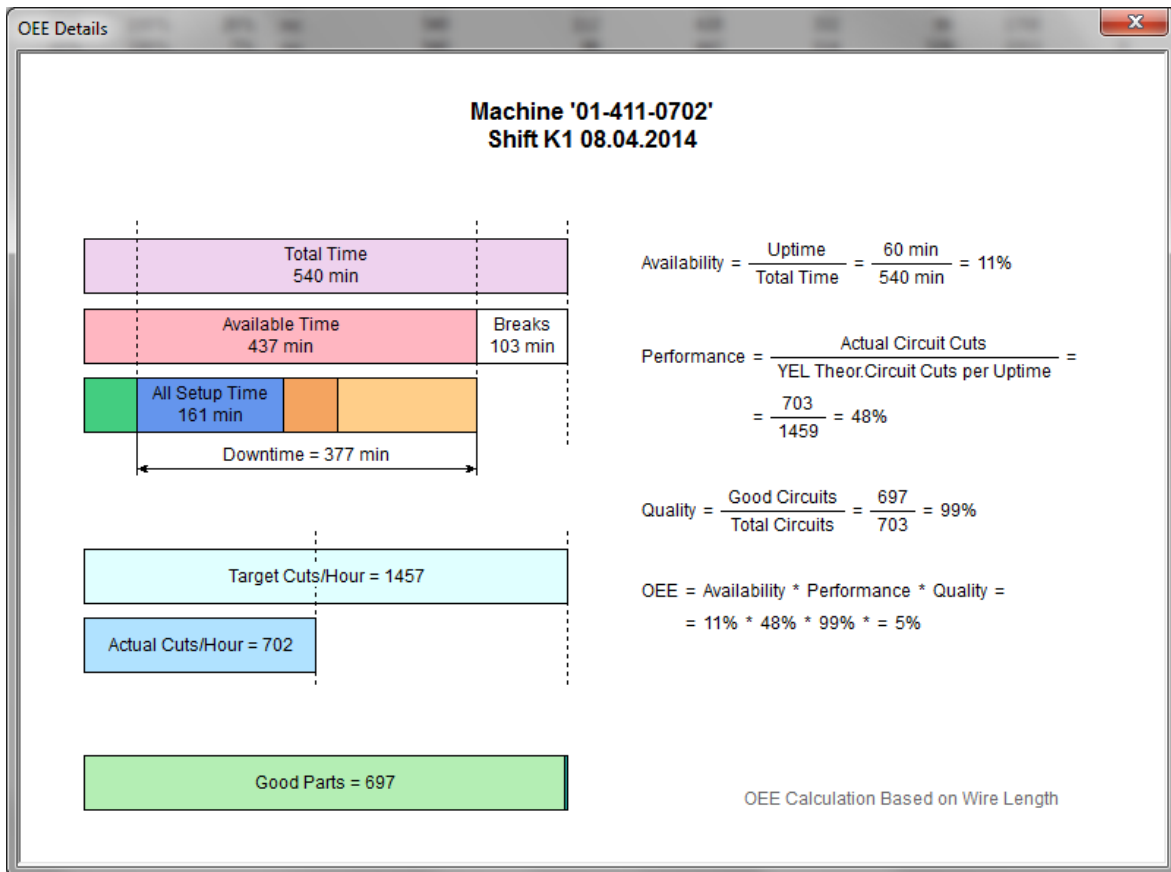 OEE Details
Machine '01-411-0702'
Shift K1 08.04.2014
Total Time
540 min
Available Time
437 min
Breaks
103 min
All Setup Time
161 min
Downtime = 377 min
Target Cuts/Hour = 1457
Actual Cuts/Hour = 702
Good Parts = 697
Availability = Uptime / Total Time = 60 min / 540 min = 11%
Performance = Actual Circuit Cuts / YEL Theor.Circuit Cuts per Uptime =
= 703 / 1459 = 48%
Quality = Good Circuits / Total Circuits = 697 / 703 = 99%
OEE = Availability * Performance * Quality =
= 11% * 48% * 99% * = 5%
OEE Calculation Based on Wire Length